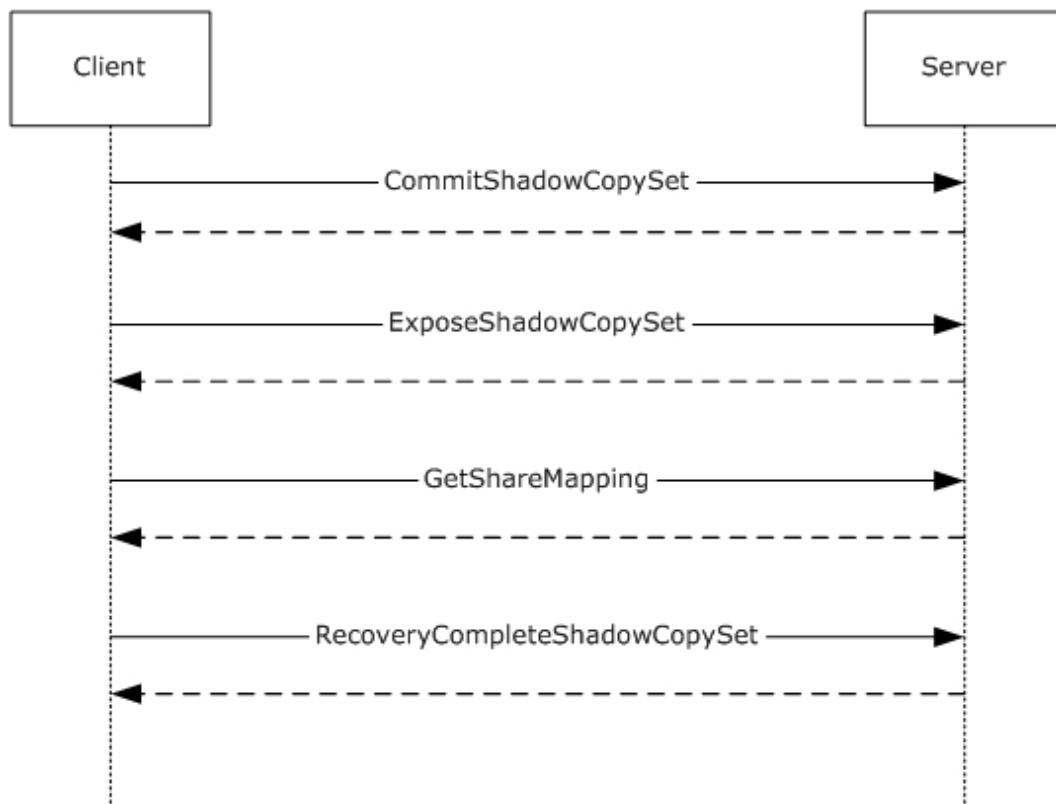 Client
Server
CommitShadowCopySet
ExposeShadowCopySet
GetShareMapping
RecoveryCompleteShadowCopySet